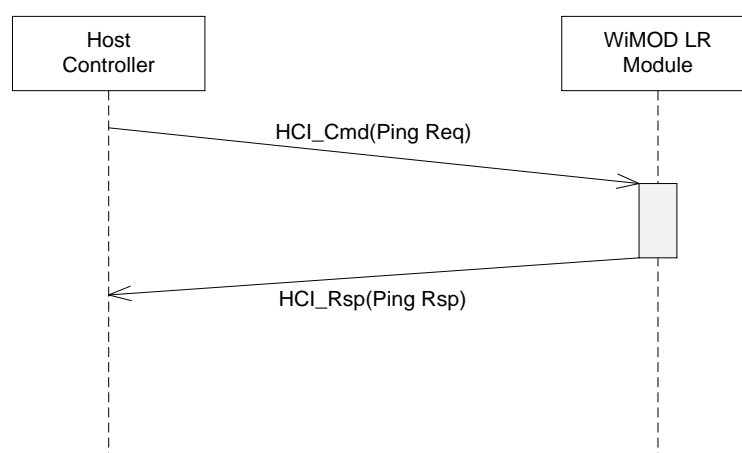 Host
Controller
WiMOD LR
Module
HCI_Cmd(Ping Req)
HCI_Rsp(Ping Rsp)